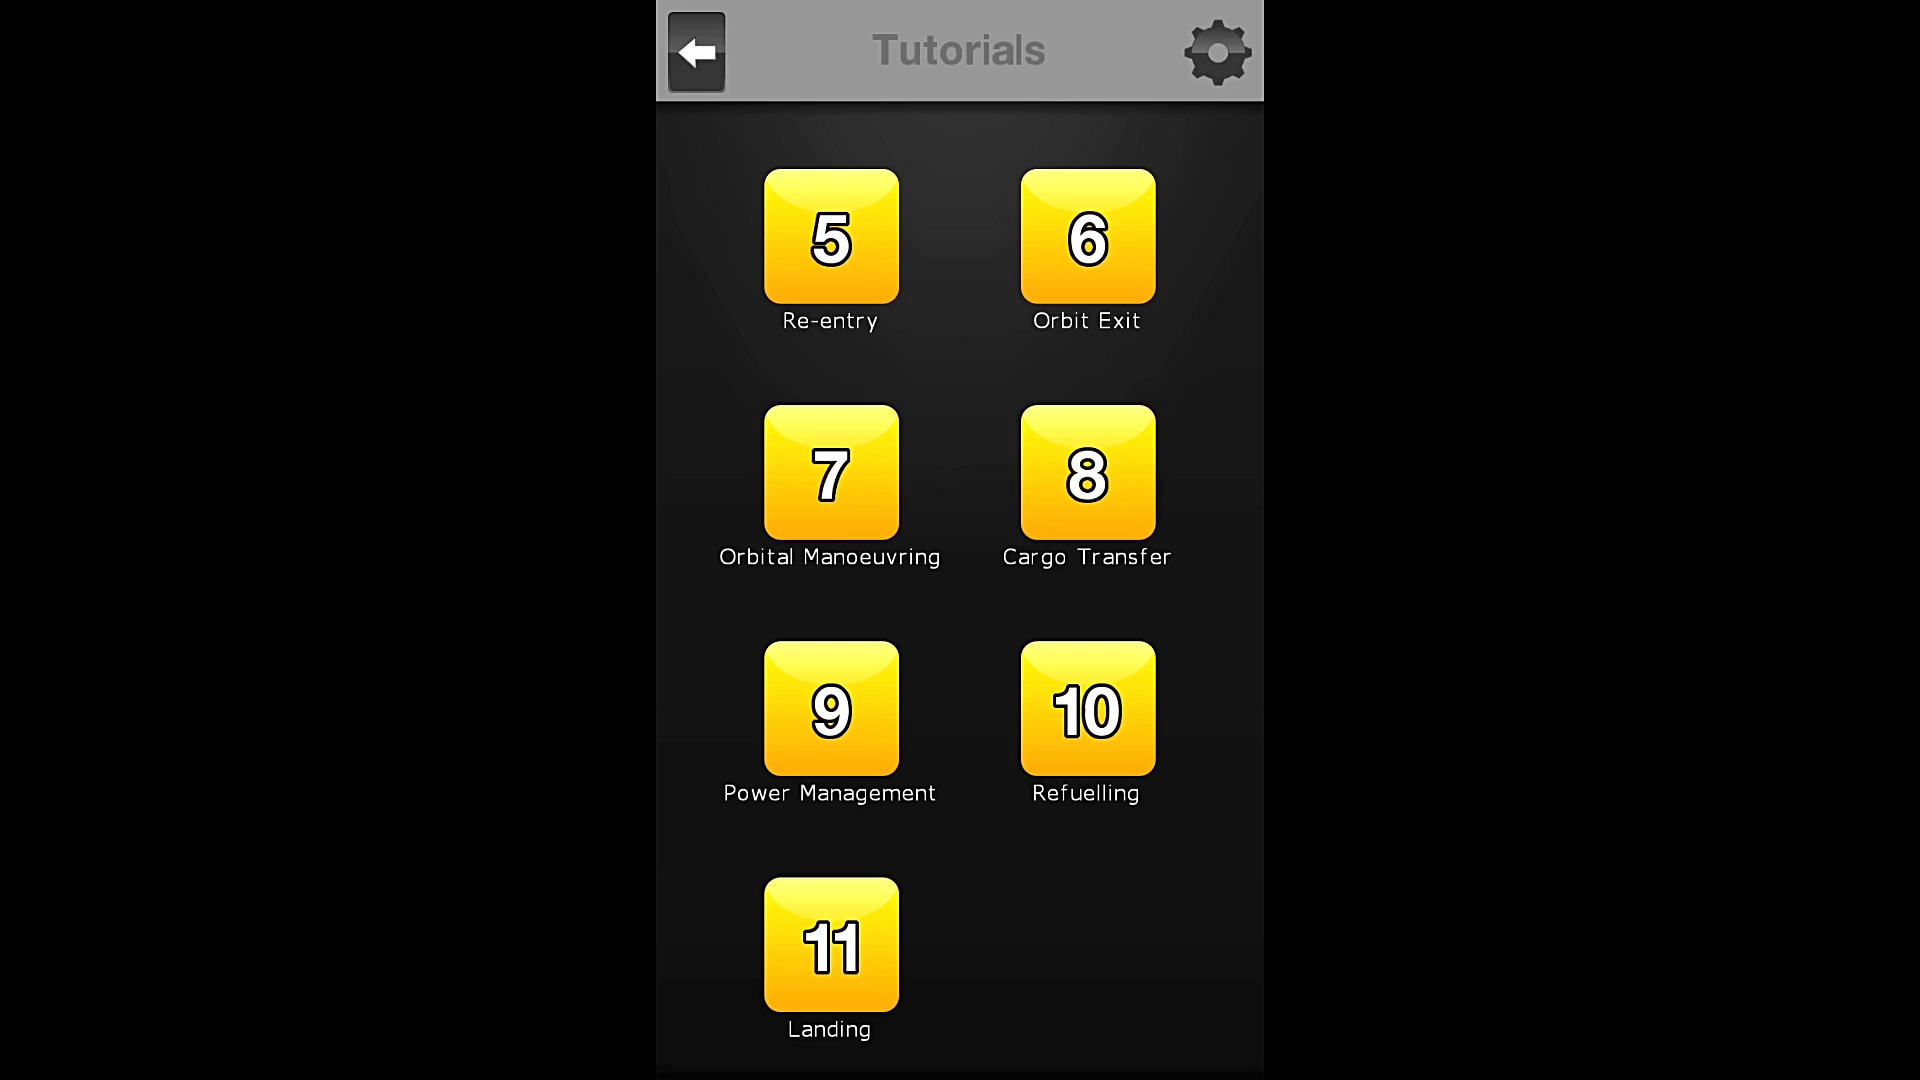 Tutorials
5
6
Re-entry
Orbit Exit
7
8
Orbital Manoeuvring
Cargo Transfer
9
10
Power Management
Refuelling
11
Landing